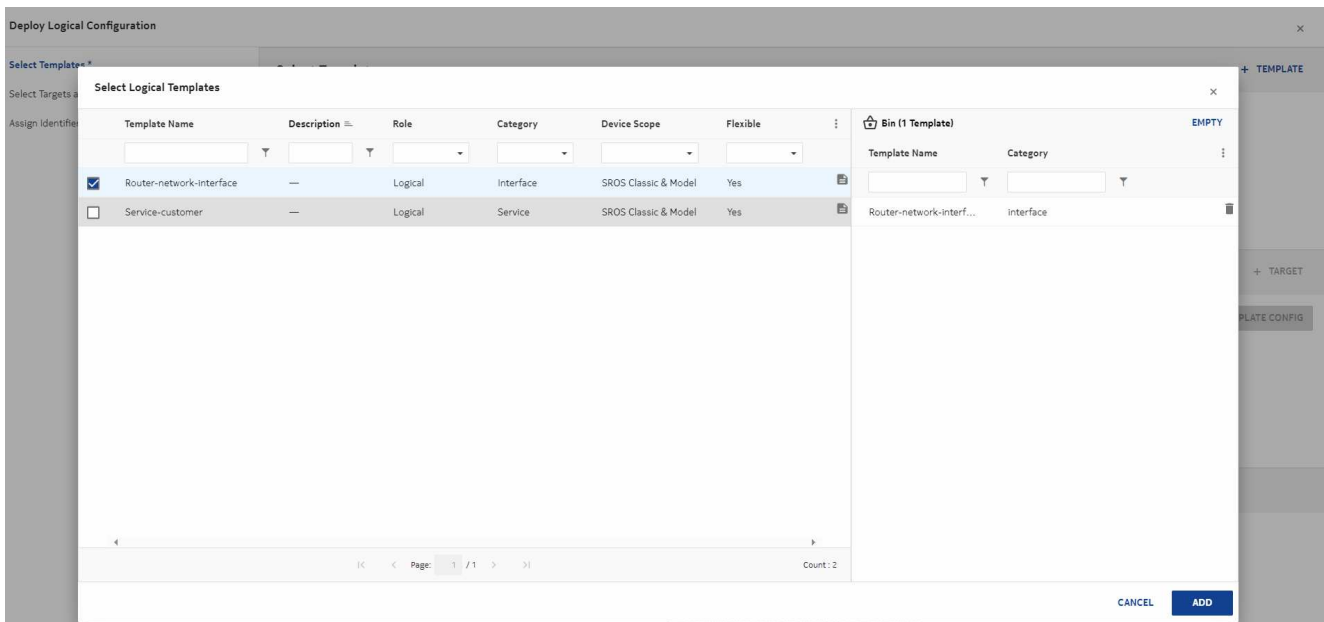 Deploy Logical Configuration
Select Templates *
+ TEMPLATE
Select Logical Templates
Select Targets a
Assign Identifie
Template Name Description Role Category Device Scope Flexible
Bin (1 Template) EMPTY
Template Name Category
Router-network-interface — Logical Interface SROS Classic & Model Yes
Service-customer — Logical Service SROS Classic & Model Yes
Router-network-interf... Interface
+ TARGET
PLATE CONFIG
Page: 1 / 1
Count : 2
CANCEL ADD